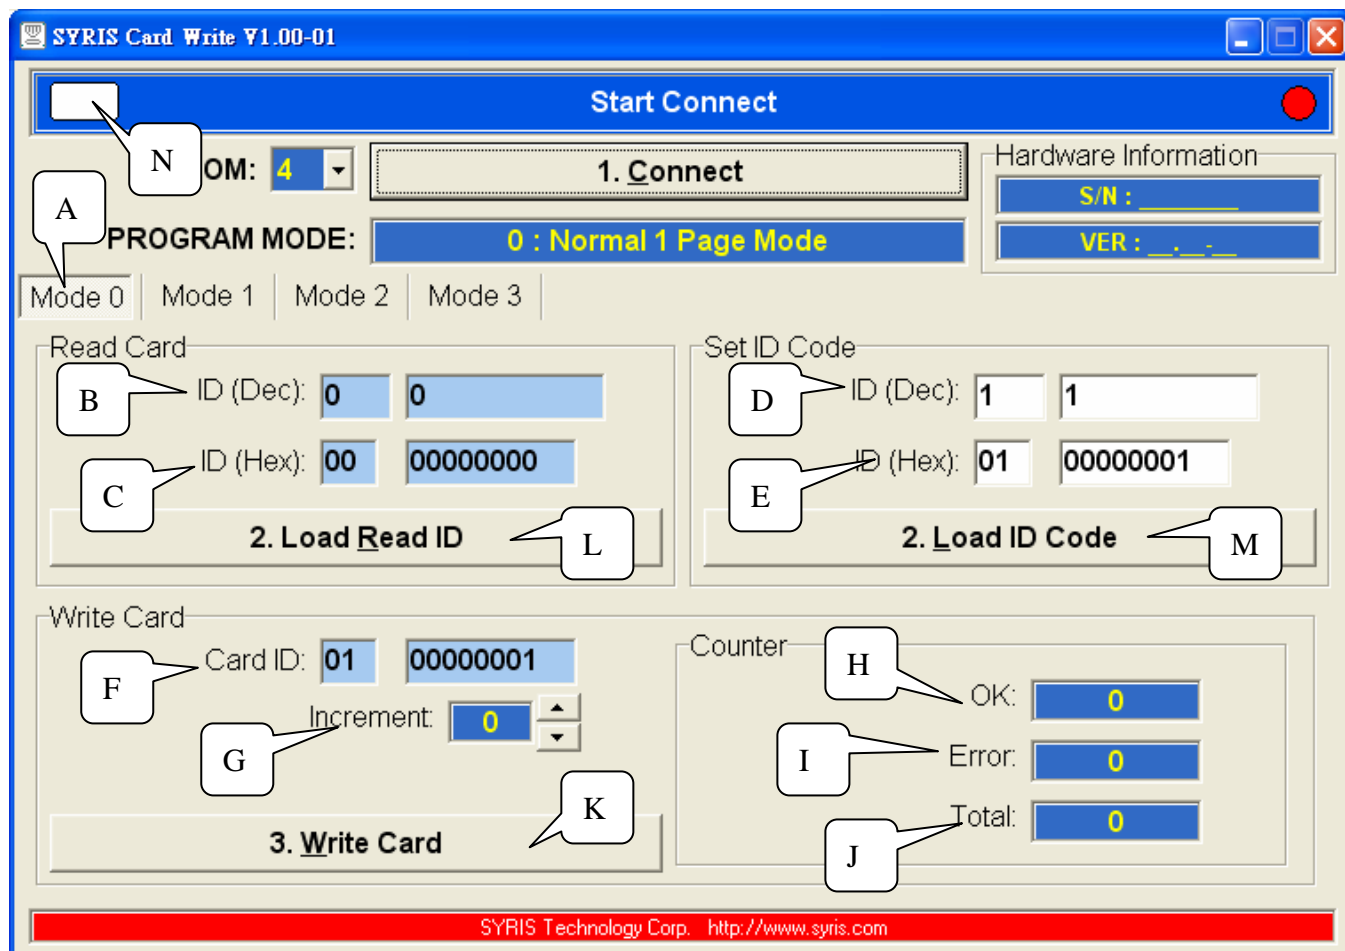 SYRIS Card Write V1.00-01
Start Connect
N
OM: 4 1. Connect
Hardware Information
S/N : ________
VER : __.__-__
A
PROGRAM MODE: 0 : Normal 1 Page Mode
Mode 0 Mode 1 Mode 2 Mode 3
Read Card
B
ID (Dec): 0 0
C
ID (Hex): 00 00000000
2. Load Read ID
L
Set ID Code
D
ID (Dec): 1 1
E
ID (Hex): 01 00000001
2. Load ID Code
M
Write Card
F
Card ID: 01 00000001
G
Increment: 0
K
3. Write Card
Counter
H
OK: 0
I
Error: 0
J
Total: 0
SYRIS Technology Corp. http://www.syris.com